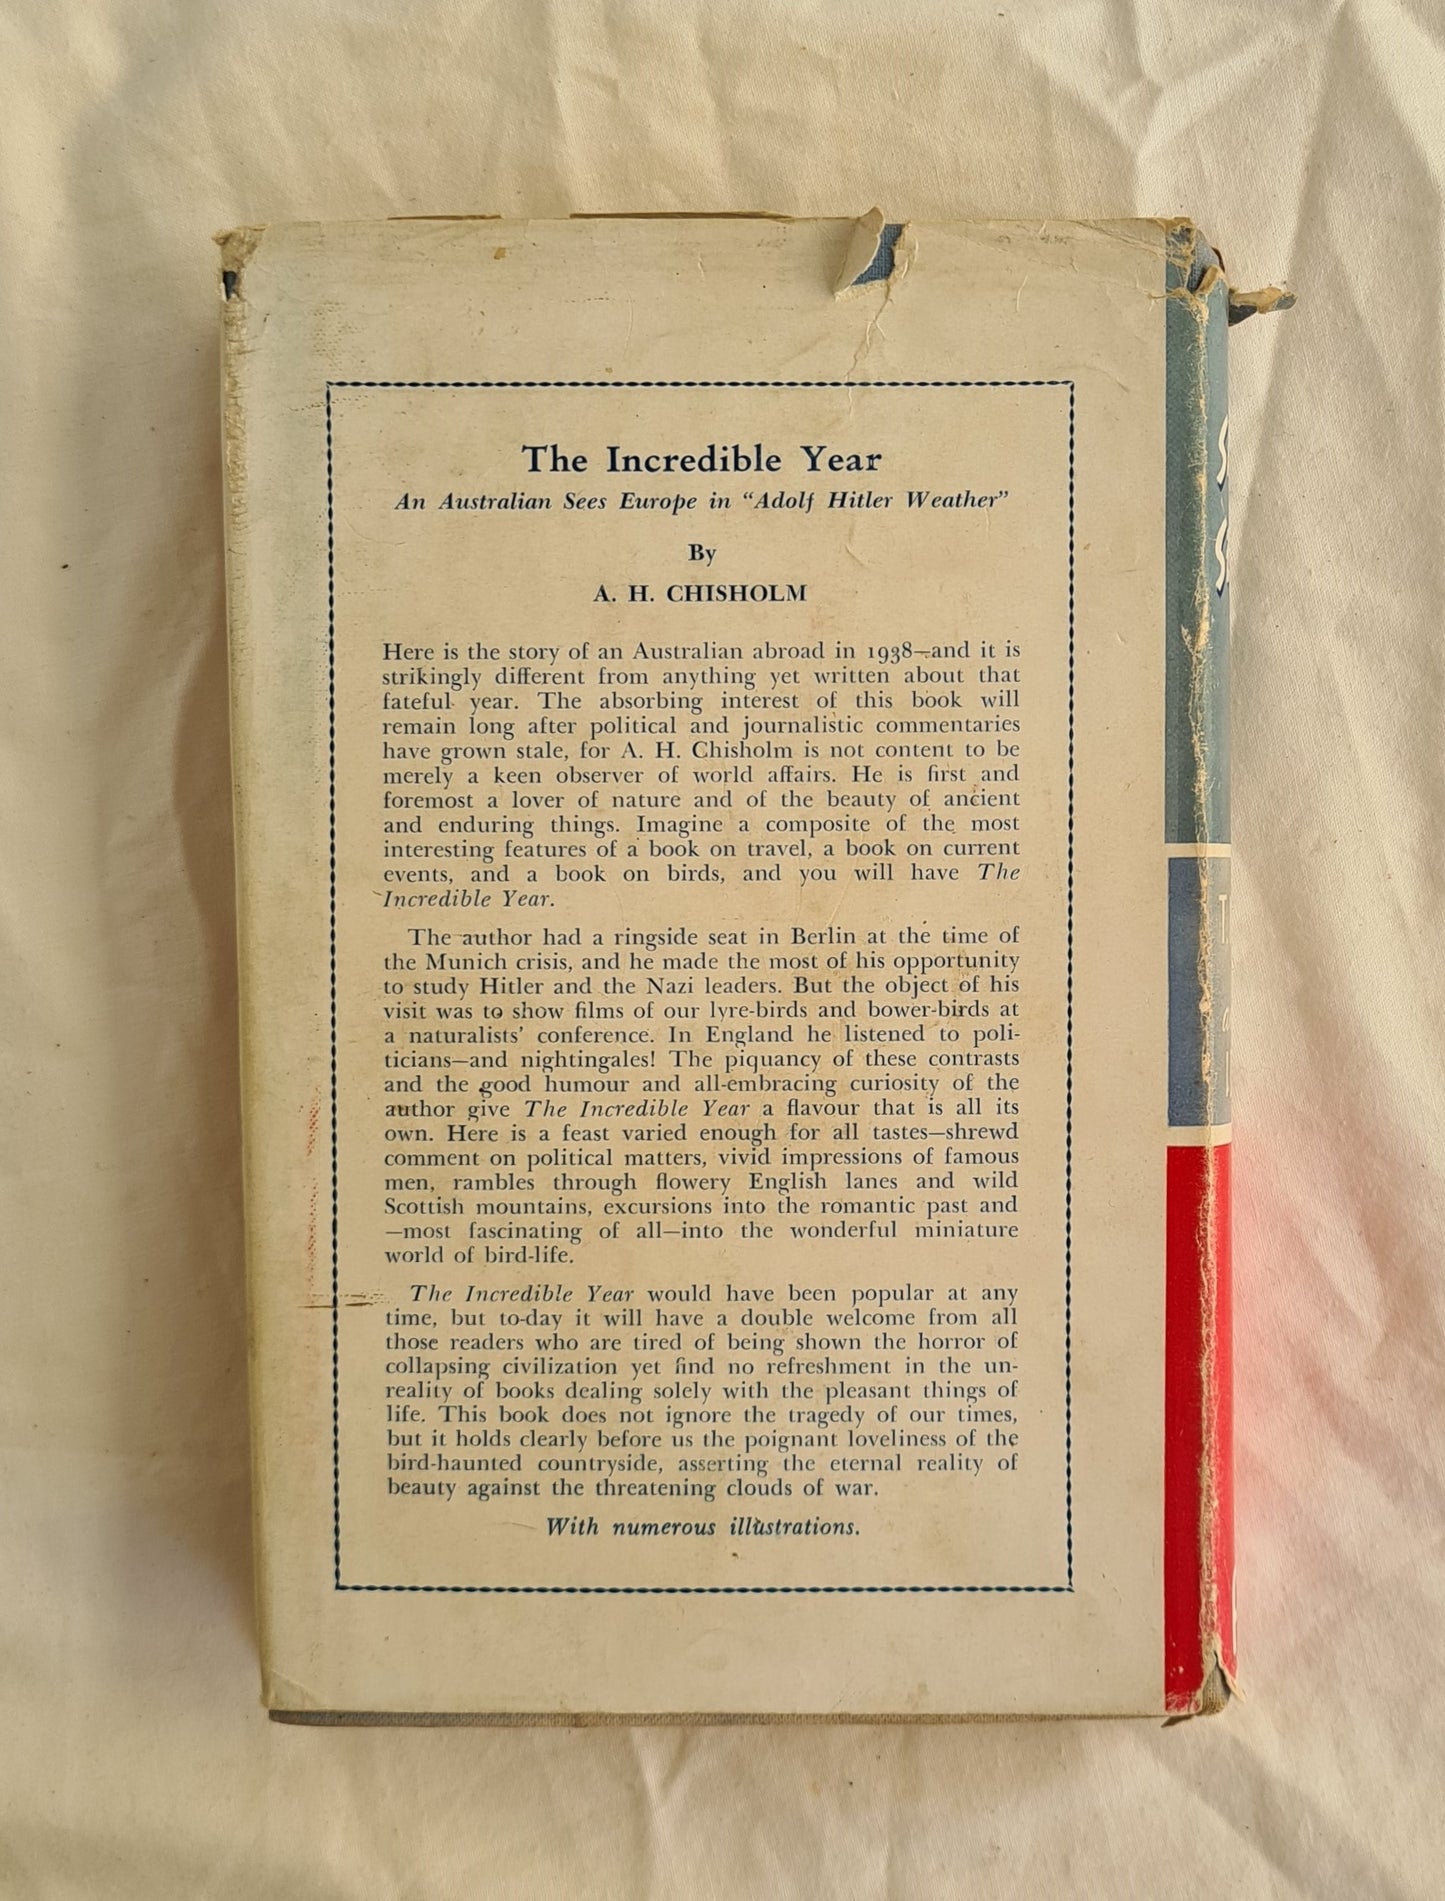 The Incredible Year
An Australian Sees Europe in "Adolf Hitler Weather"
By
A. H. CHISHOLM
Here is the story of an Australian abroad in 1938—and it is
strikingly different from anything yet written about that
fateful year. The absorbing interest of this book will
remain long after political and journalistic commentaries
have grown stale, for A. H. Chisholm is not content to be
merely a keen observer of world affairs. He is first and
foremost a lover of nature and of the beauty of ancient
and enduring things. Imagine a composite of the most
interesting features of a book on travel, a book on current
events, and a book on birds, and you will have The
Incredible Year.
The author had a ringside seat in Berlin at the time of
the Munich crisis, and he made the most of his opportunity
to study Hitler and the Nazi leaders. But the object of his
visit was to show films of our lyre-birds and bower-birds at
a naturalists' conference. In England he listened to poli-
ticians—and nightingales! The piquancy of these contrasts
and the good humour and all-embracing curiosity of the
author give The Incredible Year a flavour that is all its
own. Here is a feast varied enough for all tastes—shrewd
comment on political matters, vivid impressions of famous
men, rambles through flowery English lanes and wild
Scottish mountains, excursions into the romantic past and
—most fascinating of all—into the wonderful miniature
world of bird-life.
The Incredible Year would have been popular at any
time, but to-day it will have a double welcome from all
those readers who are tired of being shown the horror of
collapsing civilization yet find no refreshment in the un-
reality of books dealing solely with the pleasant things of
life. This book does not ignore the tragedy of our times,
but it holds clearly before us the poignant loveliness of the
bird-haunted countryside, asserting the eternal reality of
beauty against the threatening clouds of war.
With numerous illustrations.